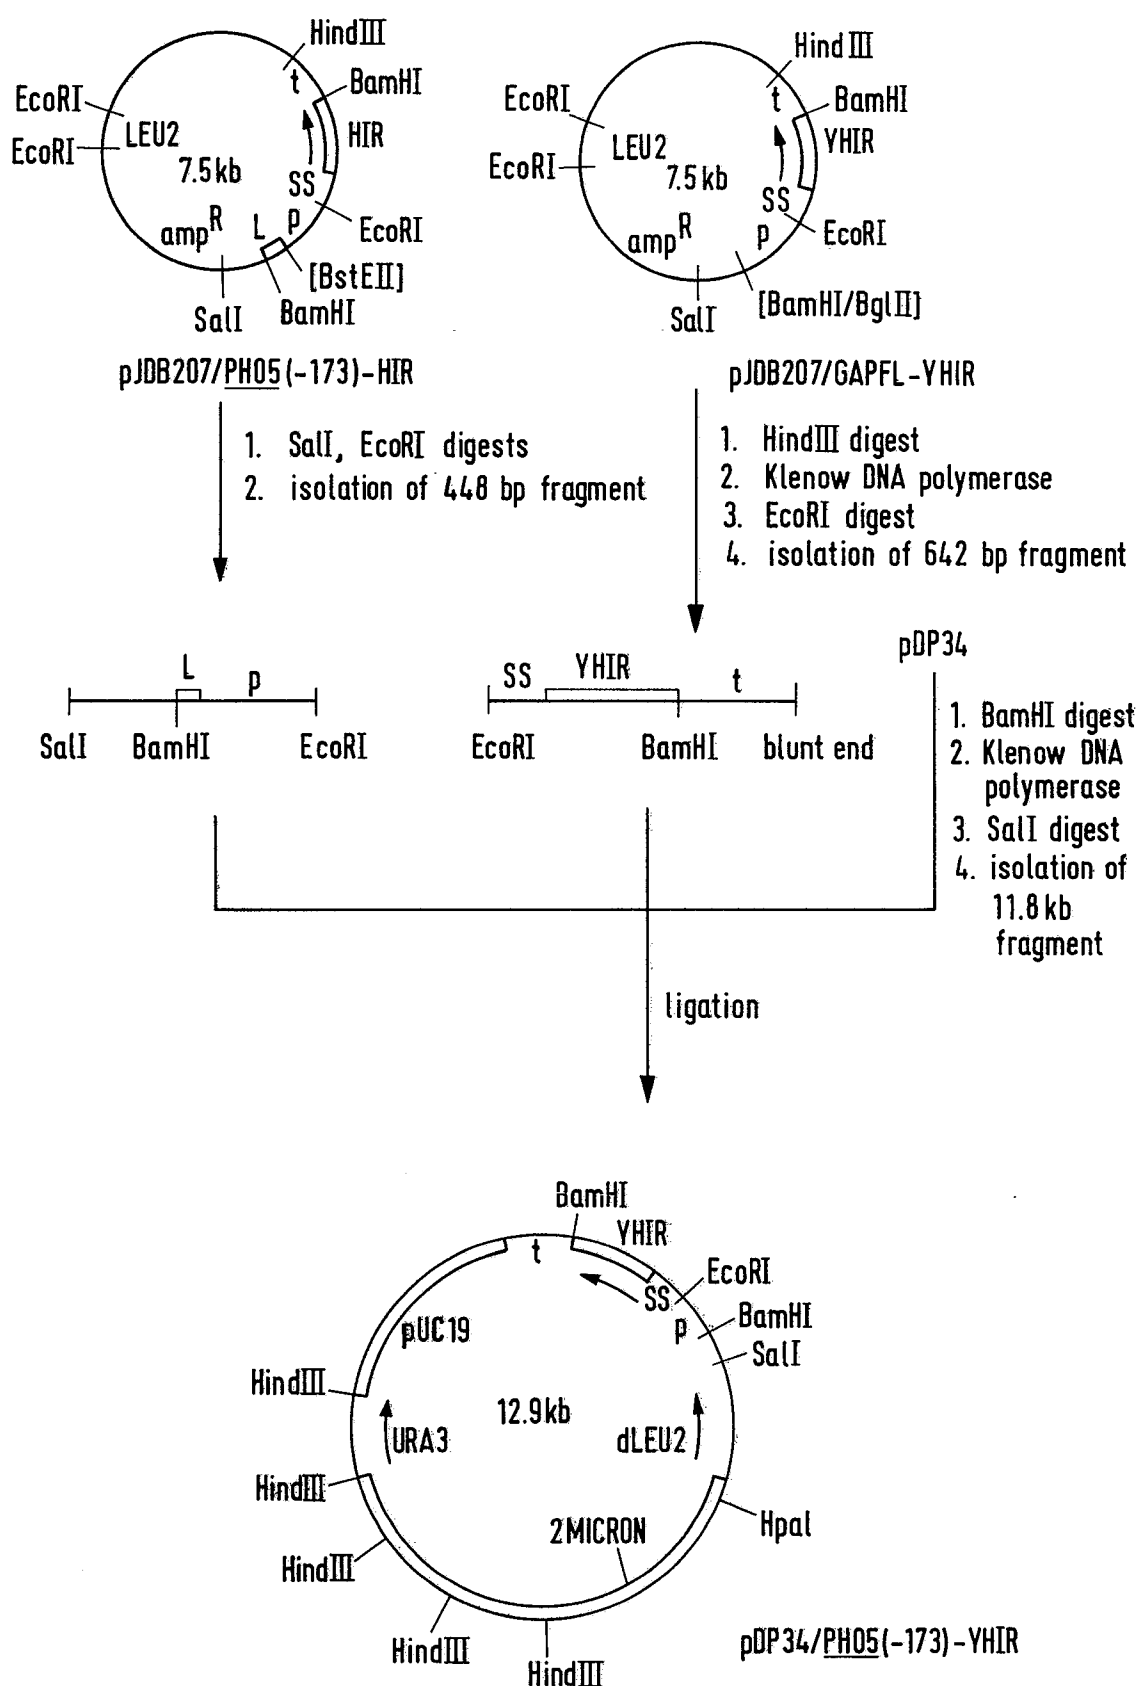 HindIII
t
BamHI
HIR
EcoRI
LEU2
EcoRI
7.5kb
SS
EcoRI
ampR
L
p
[BstEII]
BamHI
SalI
pJDB207/PHO5(-173)-HIR
HindIII
t
BamHI
YHIR
EcoRI
LEU2
EcoRI
7.5kb
SS
EcoRI
ampR
p
[BamHI/BglII]
SalI
pJDB207/GAPFL-YHIR
1. SalI, EcoRI digests
2. isolation of 448 bp fragment
1. HindIII digest
2. Klenow DNA polymerase
3. EcoRI digest
4. isolation of 642 bp fragment
L
p
SalI
BamHI
EcoRI
SS
YHIR
t
EcoRI
BamHI
blunt end
pDP34
1. BamHI digest
2. Klenow DNA
polymerase
3. SalI digest
4. isolation of
11.8kb
fragment
ligation
BamHI
YHIR
t
EcoRI
SS
BamHI
p
SalI
pUC19
HindIII
12.9kb
URA3
dLEU2
HindIII
HpaI
2MICRON
HindIII
HindIII
HindIII
pDP34/PHO5(-173)-YHIR